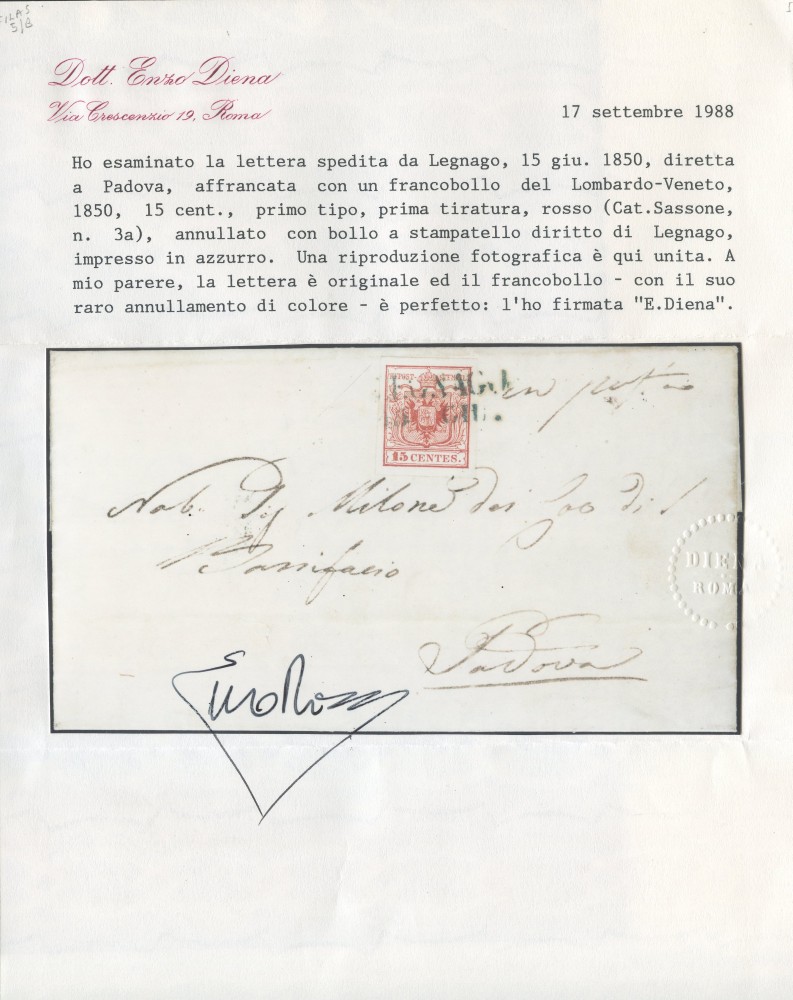 Dott. Enzo Diena
Via Crescenzio 19, Roma
17 settembre 1988
Ho esaminato la lettera spedita da Legnago, 15 giu. 1850, diretta
a Padova, affrancata con un francobollo del Lombardo-Veneto,
1850, 15 cent., primo tipo, prima tiratura, rosso (Cat.Sassone,
n. 3a), annullato con bollo a stampatello diritto di Legnago,
impresso in azzurro. Una riproduzione fotografica è qui unita. A
mio parere, la lettera è originale ed il francobollo - con il suo
raro annullamento di colore - è perfetto: l'ho firmata "E.Diena".
15 CENTES.
Nob.
Bonifacio
Padova
DIENA
ROMA